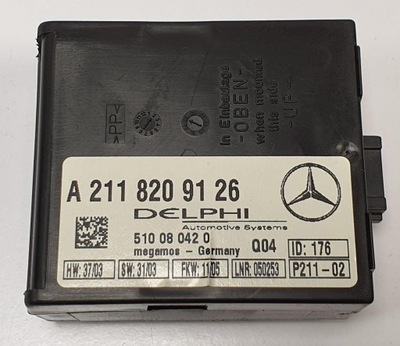 >PP<
In Einbaulage
-OBEN-
when mounted
this side
-UP-
A 211 820 91 26
DELPHI
Automotive Systems
510 08 042 0
megamos - Germany
Q04
ID: 176
HW: 37/03
SW: 31/03
FKW: 11/05
LNR: 050253
P211-02